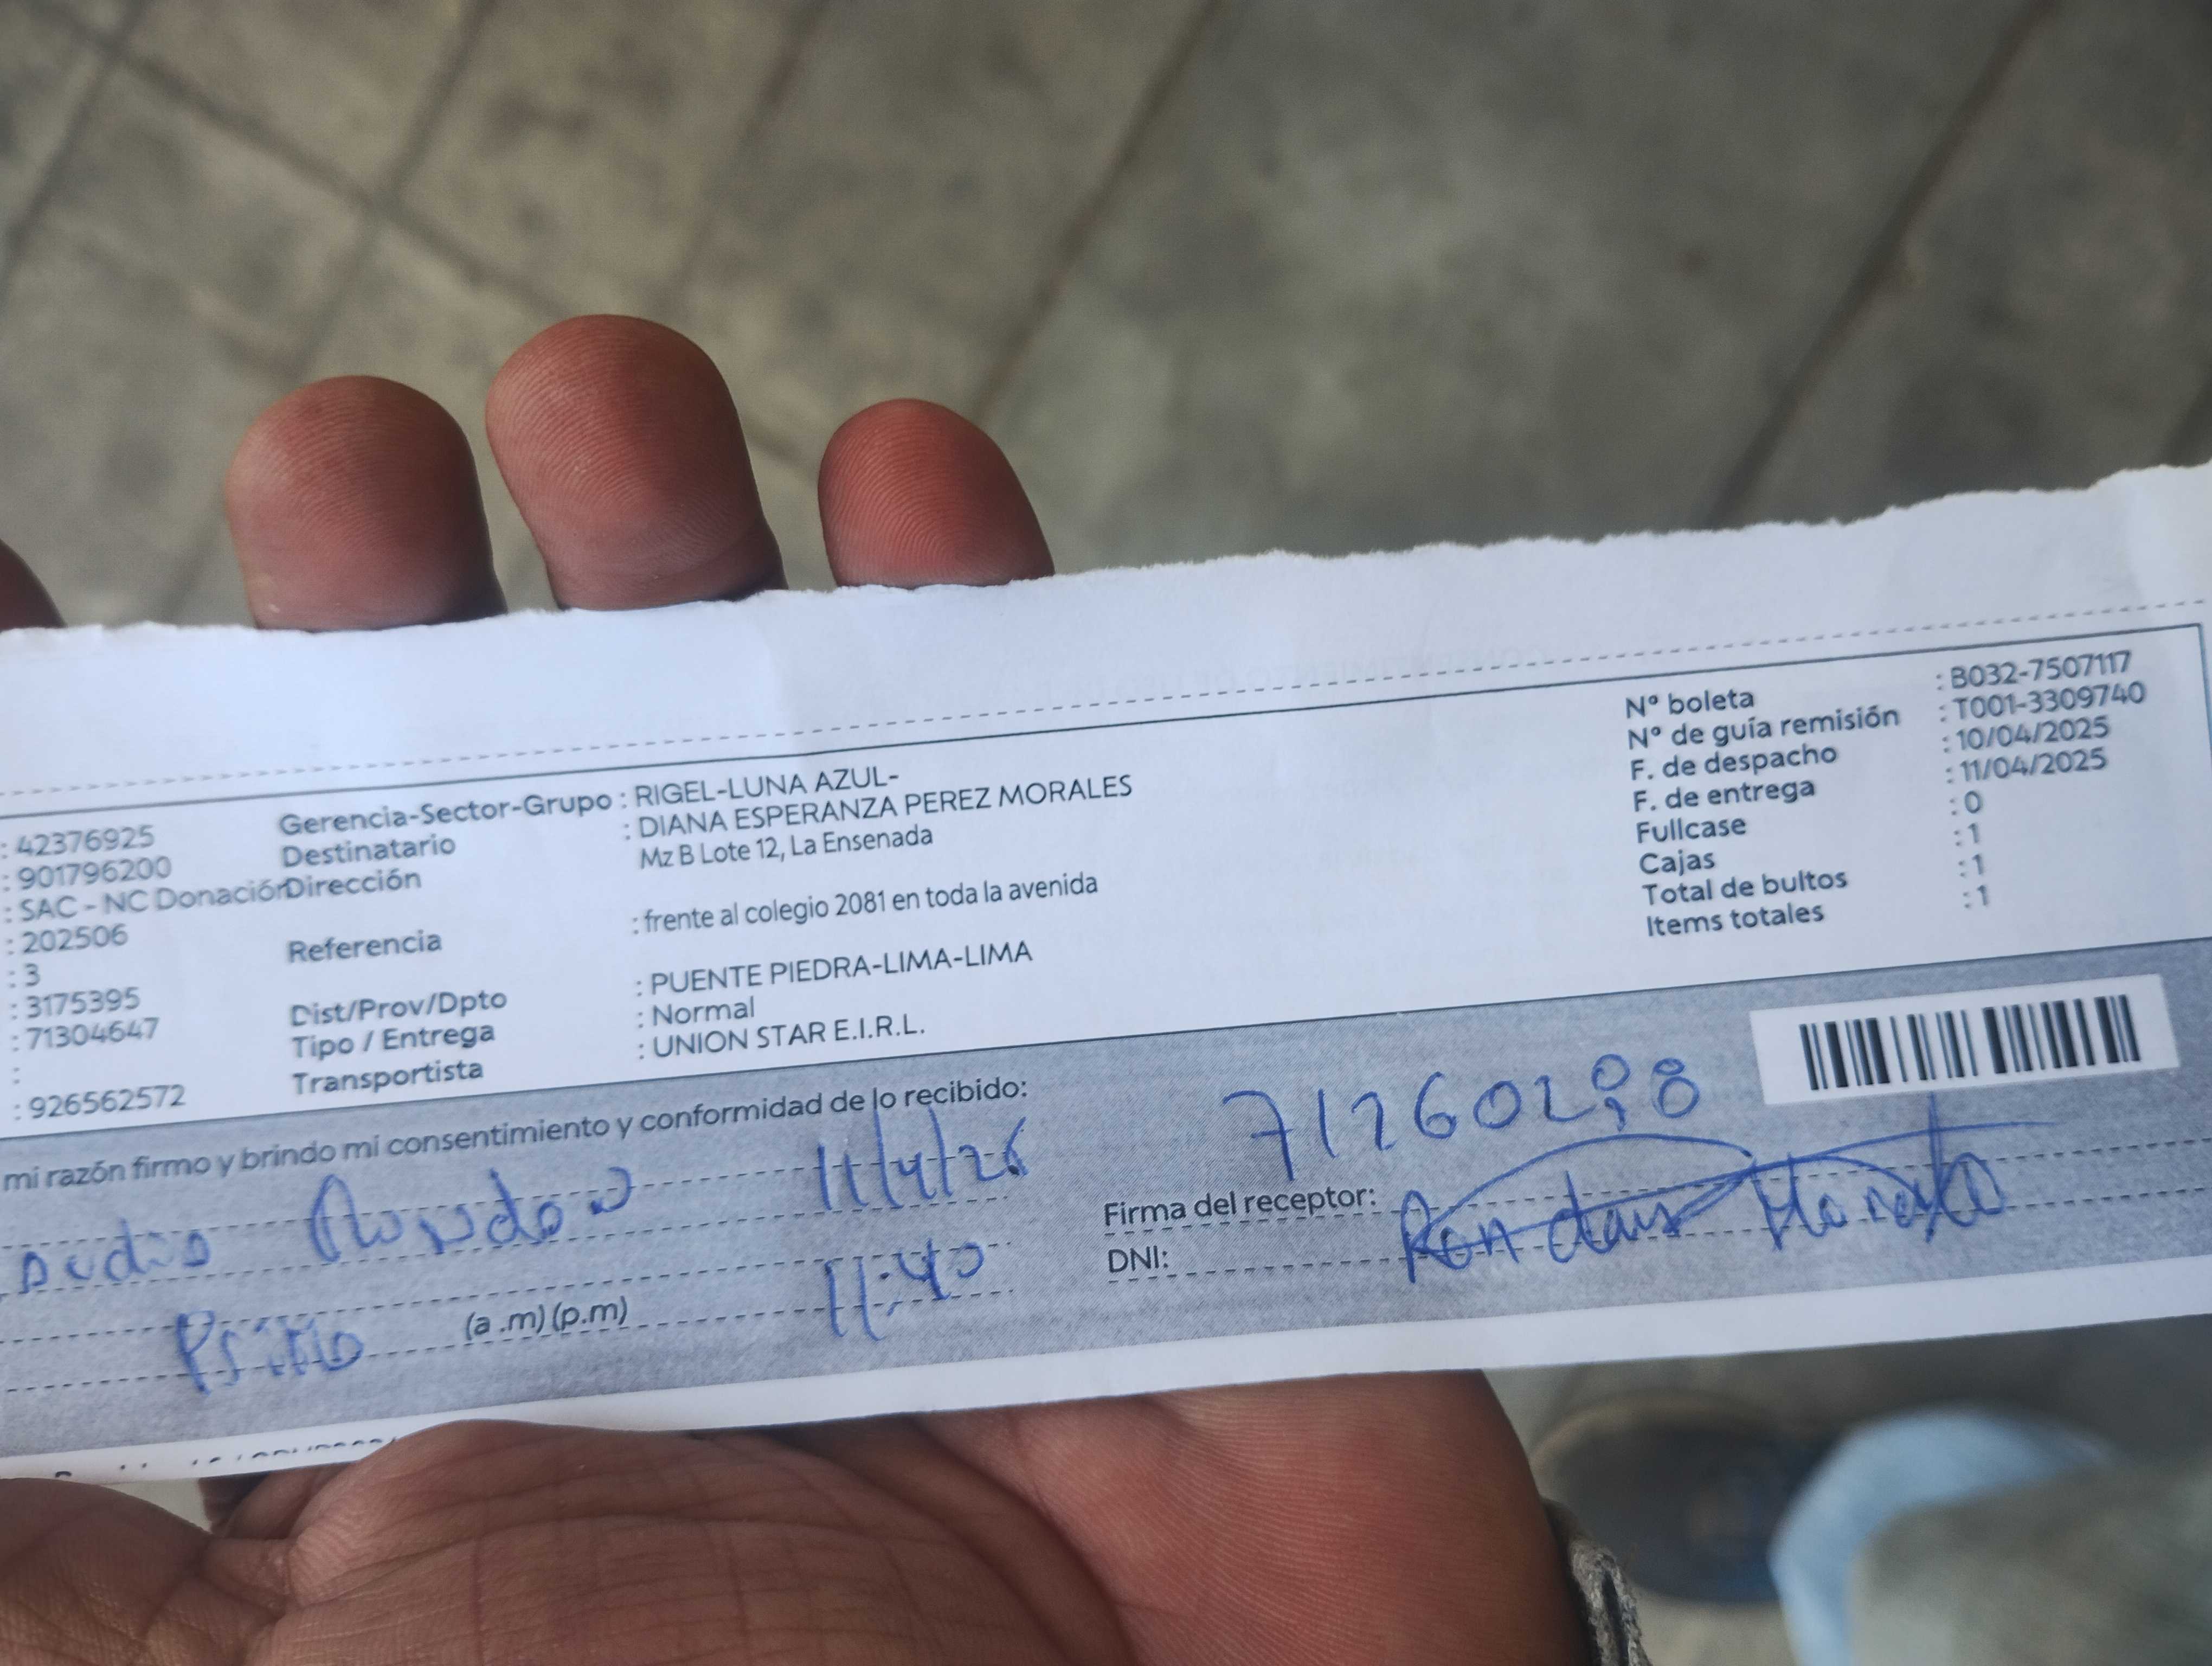 : 42376925
: 901796200
: SAC - NC Donación
: 202506
: 3
: 3175395
: 71304647
:
: 926562572
Gerencia-Sector-Grupo : RIGEL-LUNA AZUL-
Destinatario : DIANA ESPERANZA PEREZ MORALES
Dirección Mz B Lote 12, La Ensenada
Referencia : frente al colegio 2081 en toda la avenida
Dist/Prov/Dpto : PUENTE PIEDRA-LIMA-LIMA
Tipo / Entrega : Normal
Transportista : UNION STAR E.I.R.L.
N° boleta : B032-7507117
N° de guía remisión : T001-3309740
F. de despacho : 10/04/2025
F. de entrega : 11/04/2025
Fullcase : 0
Cajas : 1
Total de bultos : 1
Items totales : 1
mi razón firmo y brindo mi consentimiento y conformidad de lo recibido:
11/4/25
Firma del receptor:
Primo (a .m) (p.m) 11:40
DNI: